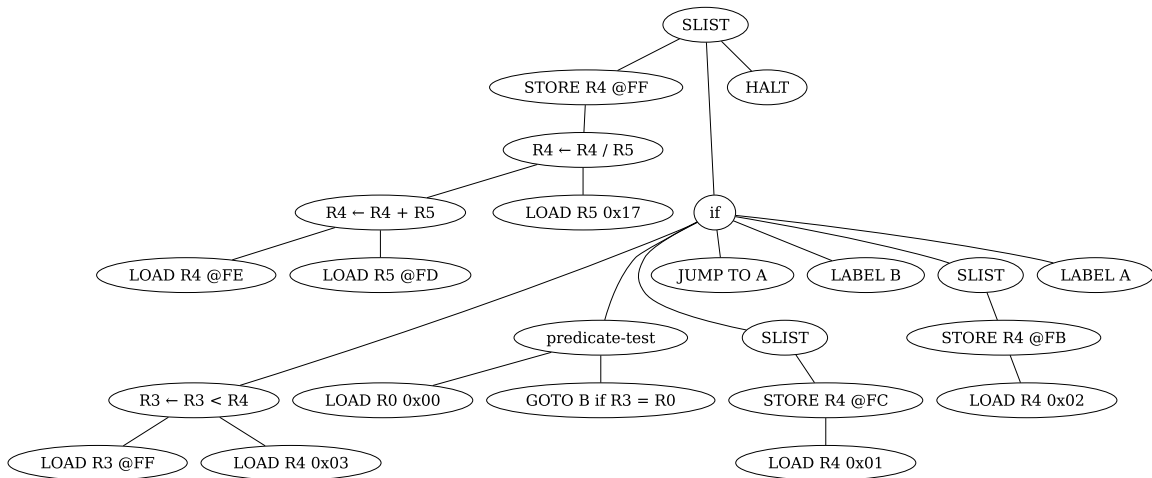 SLIST
STORE R4 @FF
HALT
R4 ← R4 / R5
R4 ← R4 + R5
LOAD R5 0x17
if
LOAD R4 @FE
LOAD R5 @FD
JUMP TO A
LABEL B
SLIST
LABEL A
predicate-test
SLIST
STORE R4 @FB
R3 ← R3 < R4
LOAD R0 0x00
GOTO B if R3 = R0
STORE R4 @FC
LOAD R4 0x02
LOAD R3 @FF
LOAD R4 0x03
LOAD R4 0x01